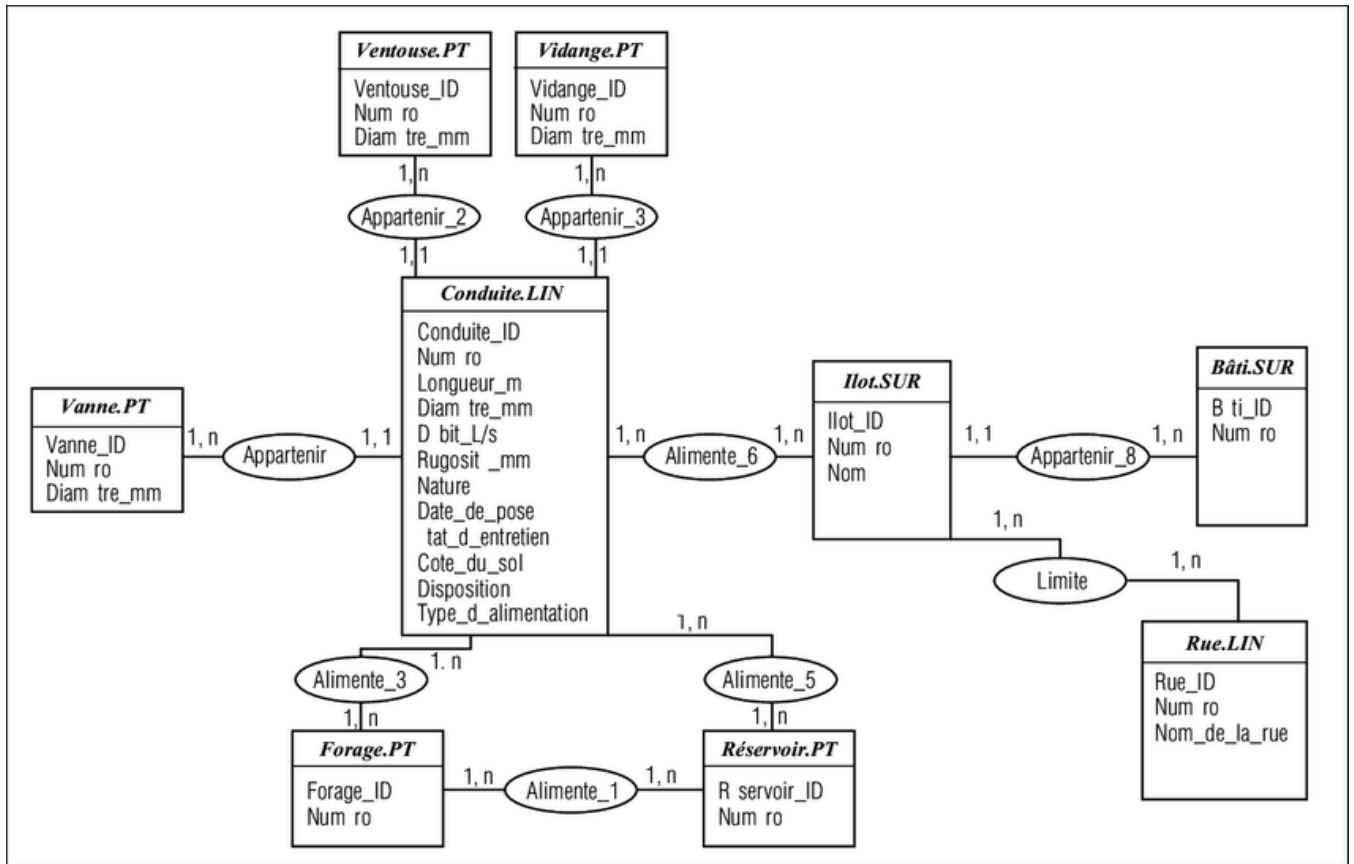 Ventouse.PT
Ventouse_ID
Num ro
Diam tre_mm
Vidange.PT
Vidange_ID
Num ro
Diam tre_mm
1, n
1, n
Appartenir_2
Appartenir_3
1, 1
1, 1
Conduite.LIN
Conduite_ID
Num ro
Longueur_m
Diam tre_mm
D bit_L/s
Rugosit _mm
Nature
Date_de_pose
tat_d_entretien
Cote_du_sol
Disposition
Type_d_alimentation
Vanne.PT
Vanne_ID
Num ro
Diam tre_mm
1, n
Appartenir
1, 1
1, n
Alimente_6
1, n
Ilot.SUR
Ilot_ID
Num ro
Nom
1, 1
Appartenir_8
1, n
Bâti.SUR
B ti_ID
Num ro
1, n
Limite
1, n
Rue.LIN
Rue_ID
Num ro
Nom_de_la_rue
1. n
Alimente_3
1, n
1, n
Alimente_5
1, n
Forage.PT
Forage_ID
Num ro
1, n
Alimente_1
1, n
Réservoir.PT
R servoir_ID
Num ro